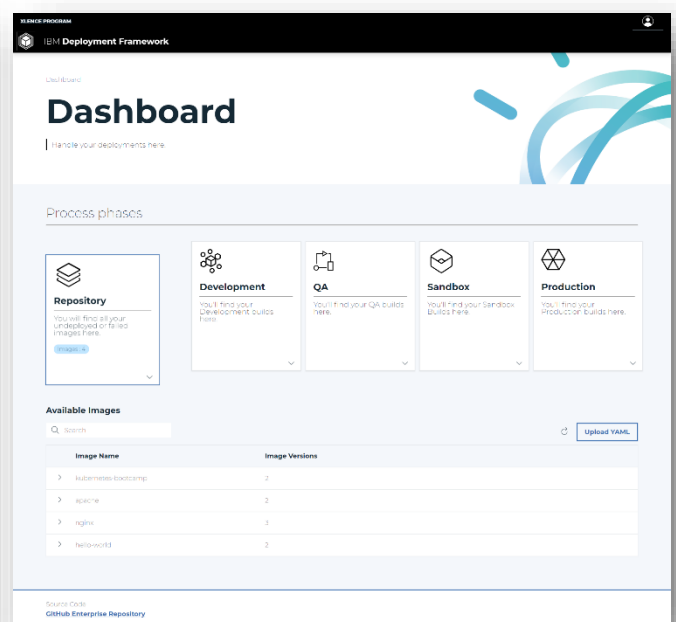 XLENCE PROGRAM
IBM Deployment Framework
Dashboard
Dashboard
Handle your deployments here
Process phases
Repository
You will find all your
undeployed or failed
images here.
Images: 4
Development
You'll find your
Development builds
here
QA
You'll find your QA builds
here.
Sandbox
You'll find your Sandbox
Builds here
Production
You'll find your
Production builds here.
Available Images
Search
Upload YAML
Image Name Image Versions
kubernetes-bootcamp 2
apache 2
nginx 3
hello-world 2
Source Code
GitHub Enterprise Repository